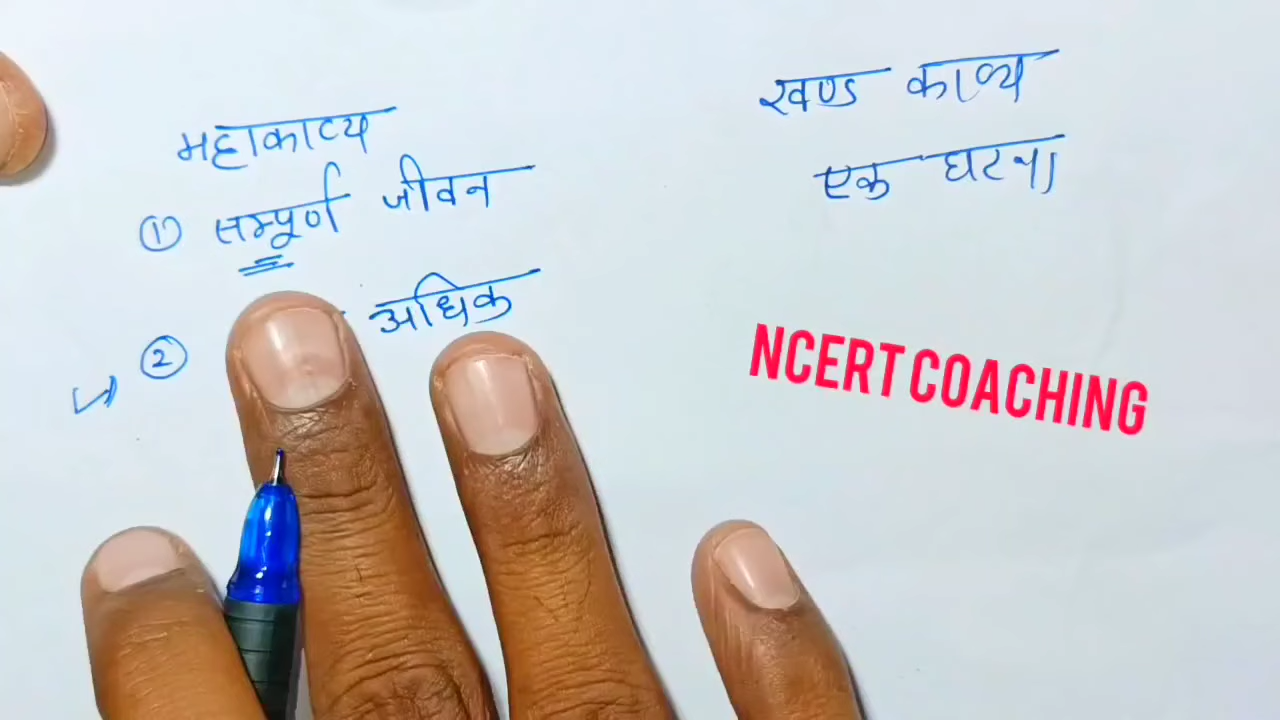 महाकाव्य
खण्ड काव्य
① सम्पूर्ण जीवन
एक घटना
② अधिक
NCERT COACHING